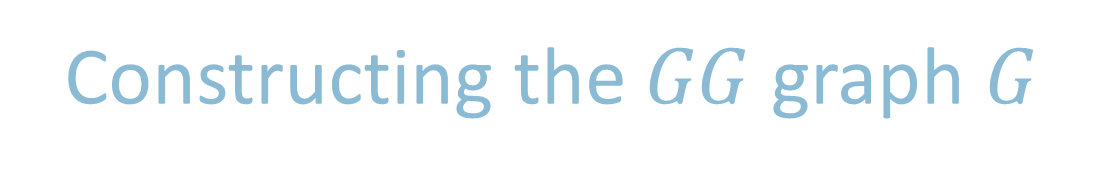 Constructing the 𝐺𝐺 graph 𝐺